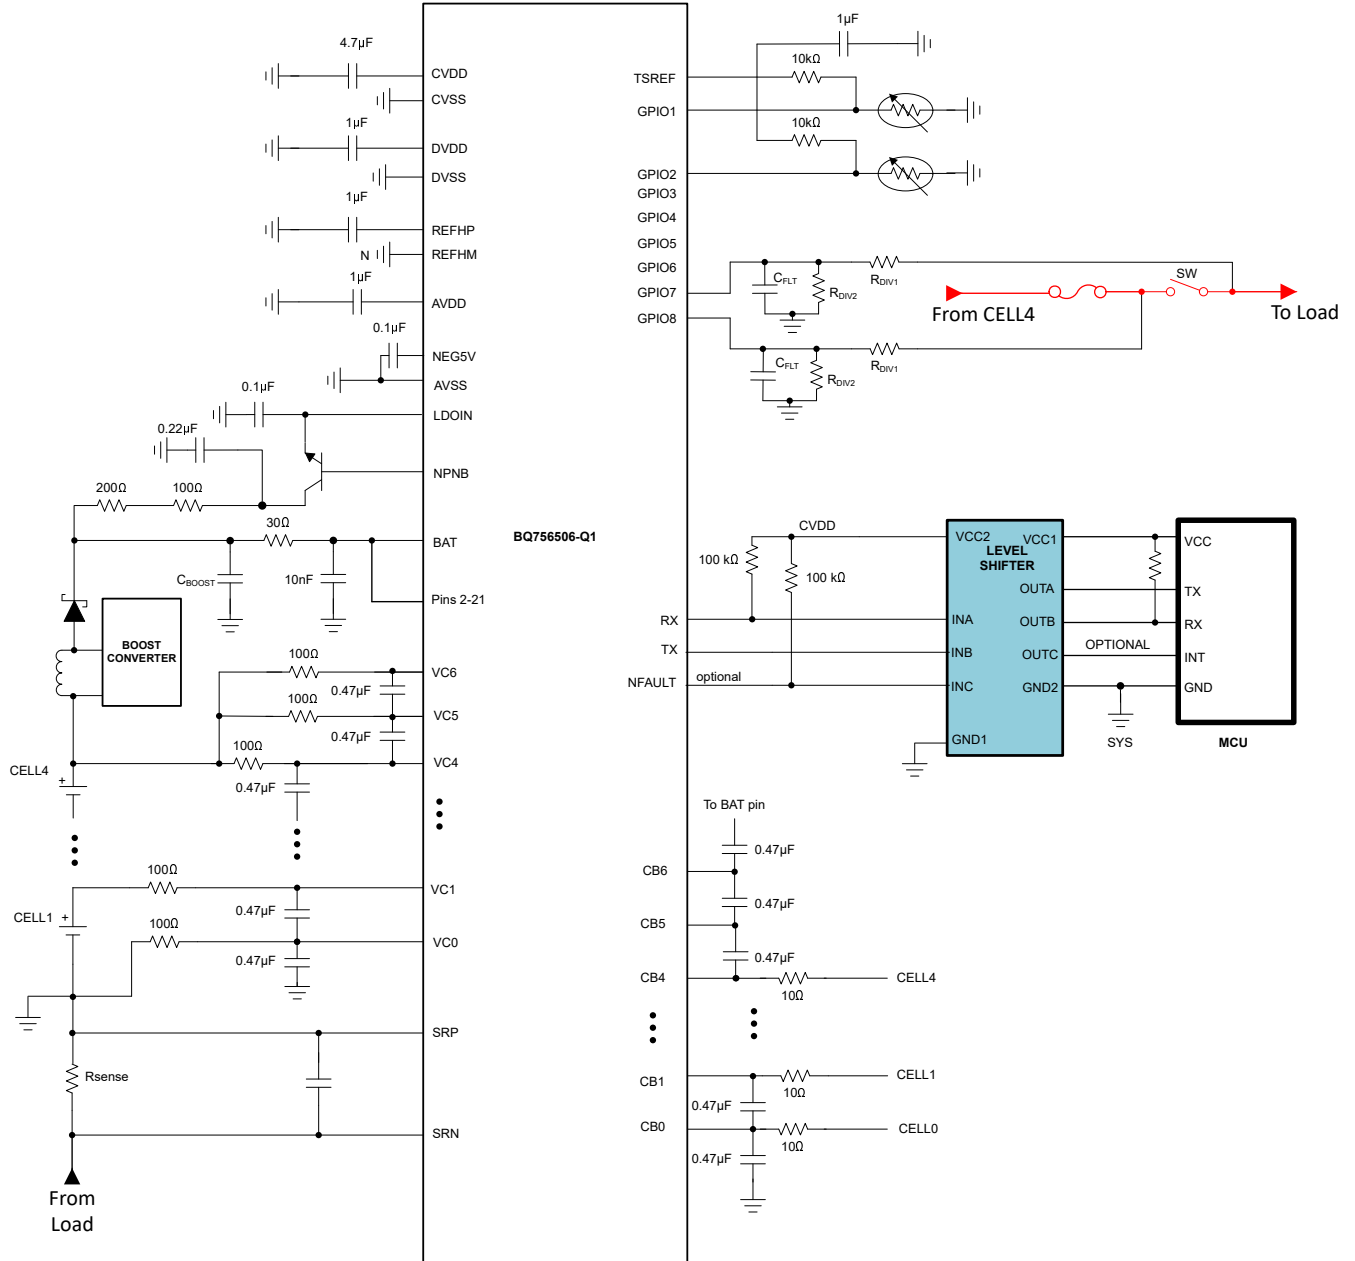 4.7µF
CVDD
CVSS
1µF
DVDD
DVSS
1µF
REFHP
N
REFHM
1µF
AVDD
0.1µF
NEG5V
AVSS
0.1µF
LDOIN
0.22µF
NPNB
200Ω
100Ω
30Ω
BAT
CBOOST
10nF
Pins 2-21
BOOST
CONVERTER
100Ω
VC6
0.47µF
100Ω
VC5
0.47µF
100Ω
VC4
CELL4
+
0.47µF
100Ω
VC1
CELL1
+
0.47µF
100Ω
VC0
0.47µF
SRP
Rsense
SRN
From
Load
BQ756506-Q1
1µF
10kΩ
TSREF
GPIO1
10kΩ
GPIO2
GPIO3
GPIO4
GPIO5
GPIO6
GPIO7
GPIO8
CFLT
RDIV2
RDIV1
From CELL4
SW
To Load
CFLT
RDIV2
RDIV1
CVDD
100 kΩ
100 kΩ
RX
TX
NFAULT
optional
VCC2
VCC1
LEVEL
SHIFTER
OUTA
INA
OUTB
INB
OUTC
INC
GND2
GND1
OPTIONAL
SYS
VCC
TX
RX
INT
GND
MCU
To BAT pin
0.47µF
CB6
0.47µF
CB5
0.47µF
CB4
10Ω
CELL4
CB1
10Ω
CELL1
0.47µF
CB0
10Ω
CELL0
0.47µF